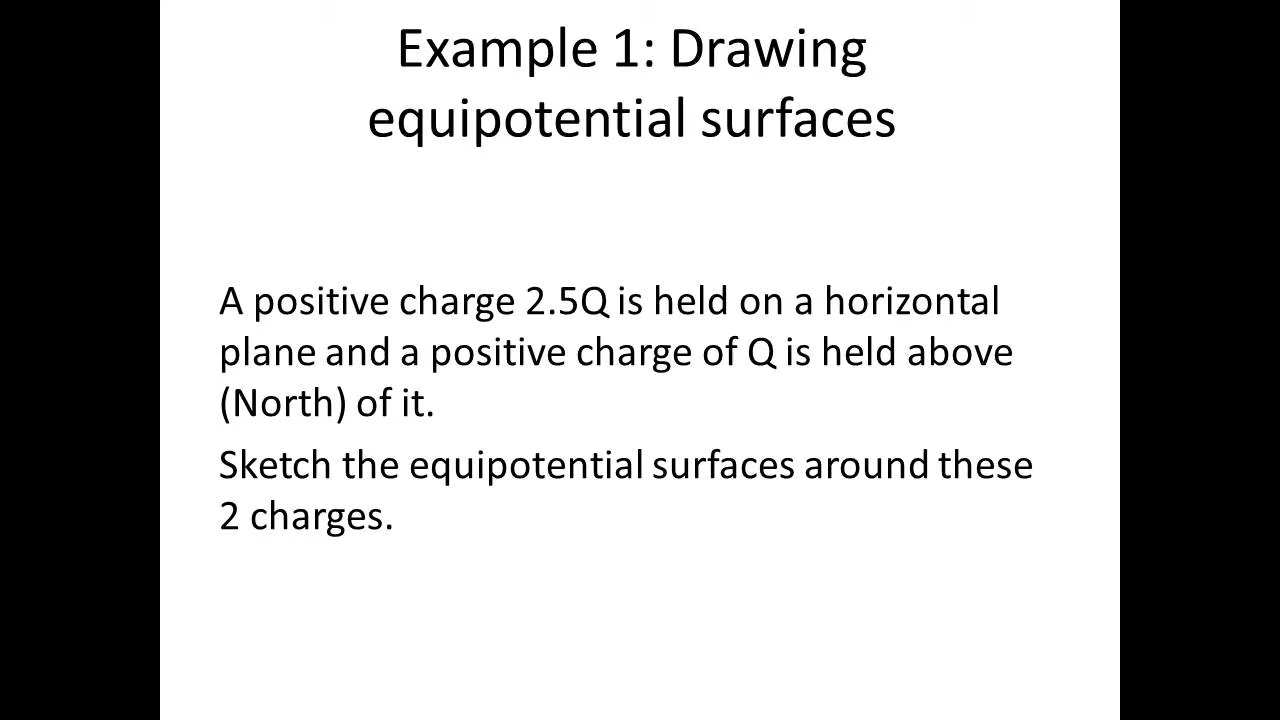 Example 1: Drawing
equipotential surfaces
A positive charge 2.5Q is held on a horizontal
plane and a positive charge of Q is held above
(North) of it.
Sketch the equipotential surfaces around these
2 charges.